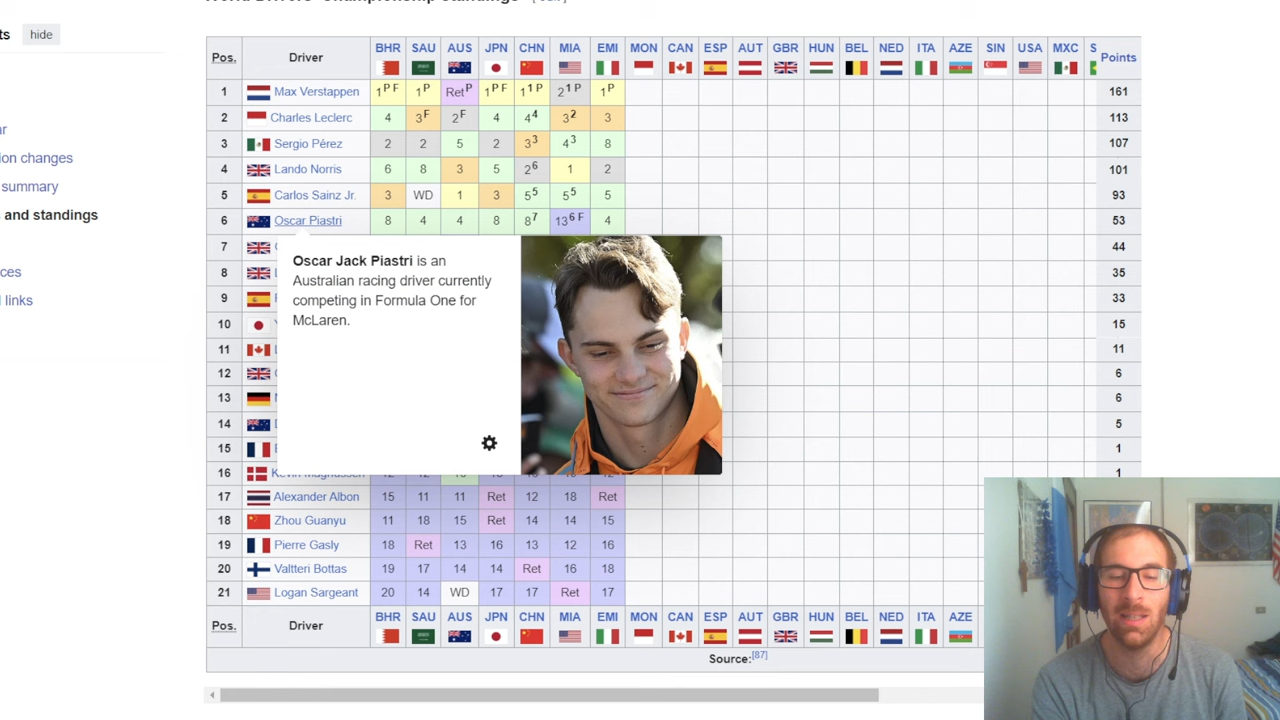 ts hide
Pos. Driver BHR SAU AUS JPN CHN MIA EMI MON CAN ESP AUT GBR HUN BEL NED ITA AZE SIN USA MXC S Points
1 Max Verstappen 1P F 1P RetP 1P F 11 P 21 P 1P 161
2 Charles Leclerc 4 3F 2F 4 44 32 3 113
3 Sergio Pérez 2 2 5 2 33 43 8 107
r
4 Lando Norris 6 8 3 5 26 1 2 101
ion changes
summary
5 Carlos Sainz Jr. 3 WD 1 3 55 55 5 93
and standings
6 Oscar Piastri 8 4 4 8 87 136 F 4 53
7 44
8 35
ces
9 33
l links
10 15
11 11
12 6
13 6
14 5
15 1
Oscar Jack Piastri is an
Australian racing driver currently
competing in Formula One for
McLaren.
16 Kevin Magnussen 1
17 Alexander Albon 15 11 11 Ret 12 18 Ret
18 Zhou Guanyu 11 18 15 Ret 14 14 15
19 Pierre Gasly 18 Ret 13 16 13 12 16
20 Valtteri Bottas 19 17 14 14 Ret 16 18
21 Logan Sargeant 20 14 WD 17 17 Ret 17
Pos. Driver BHR SAU AUS JPN CHN MIA EMI MON CAN ESP AUT GBR HUN BEL NED ITA AZE
Source:[87]